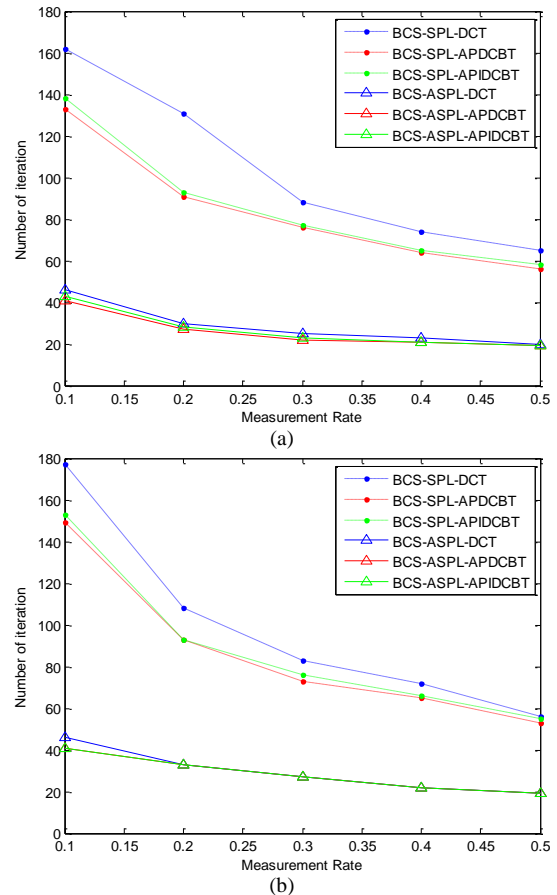 180
160
140
120
100
80
60
40
20
0
Number of iteration
BCS-SPL-DCT
BCS-SPL-APDCBT
BCS-SPL-APIDCBT
BCS-ASPL-DCT
BCS-ASPL-APDCBT
BCS-ASPL-APIDCBT
0.1 0.15 0.2 0.25 0.3 0.35 0.4 0.45 0.5
Measurement Rate
(a)
180
160
140
120
100
80
60
40
20
0
Number of iteration
BCS-SPL-DCT
BCS-SPL-APDCBT
BCS-SPL-APIDCBT
BCS-ASPL-DCT
BCS-ASPL-APDCBT
BCS-ASPL-APIDCBT
0.1 0.15 0.2 0.25 0.3 0.35 0.4 0.45 0.5
Measurement Rate
(b)